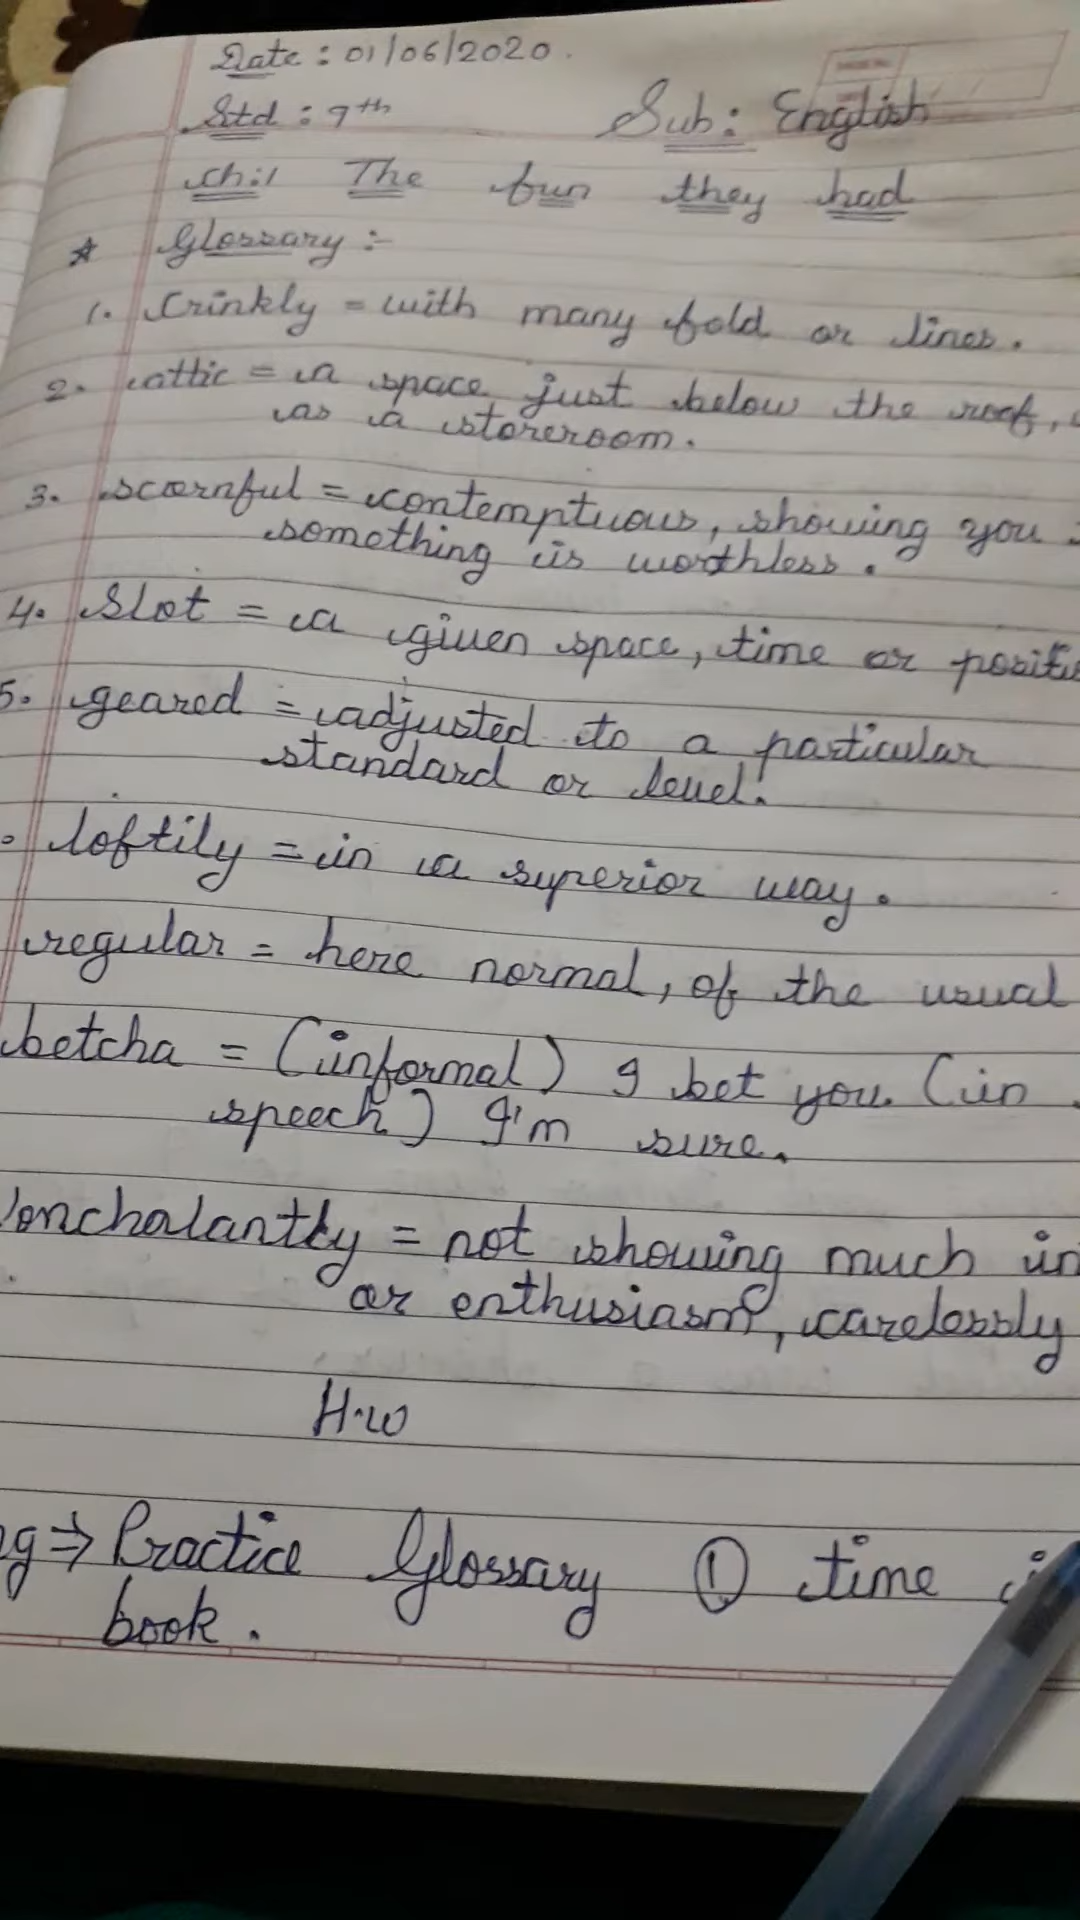 Date : 01/06/2020.
Std : 9th Sub : English
Ch:1 The fun they had
☆ Glossary :-
1. Crinkly = with many fold or lines.
2. attic = a space just below the roof,
as a storeroom.
3. scornful = contemptuous, showing you
something is worthless.
4. Slot = a given space, time or positi
5. geared = adjusted to a particular
standard or level.
loftily = in a superior way.
regular = here normal, of the usual
betcha = (informal) I bet you (in
speech) I'm sure.
onchalantly = not showing much in
or enthusiasm, carelessly
H.w
g ⇒ Practice Glossary ① time i
book.